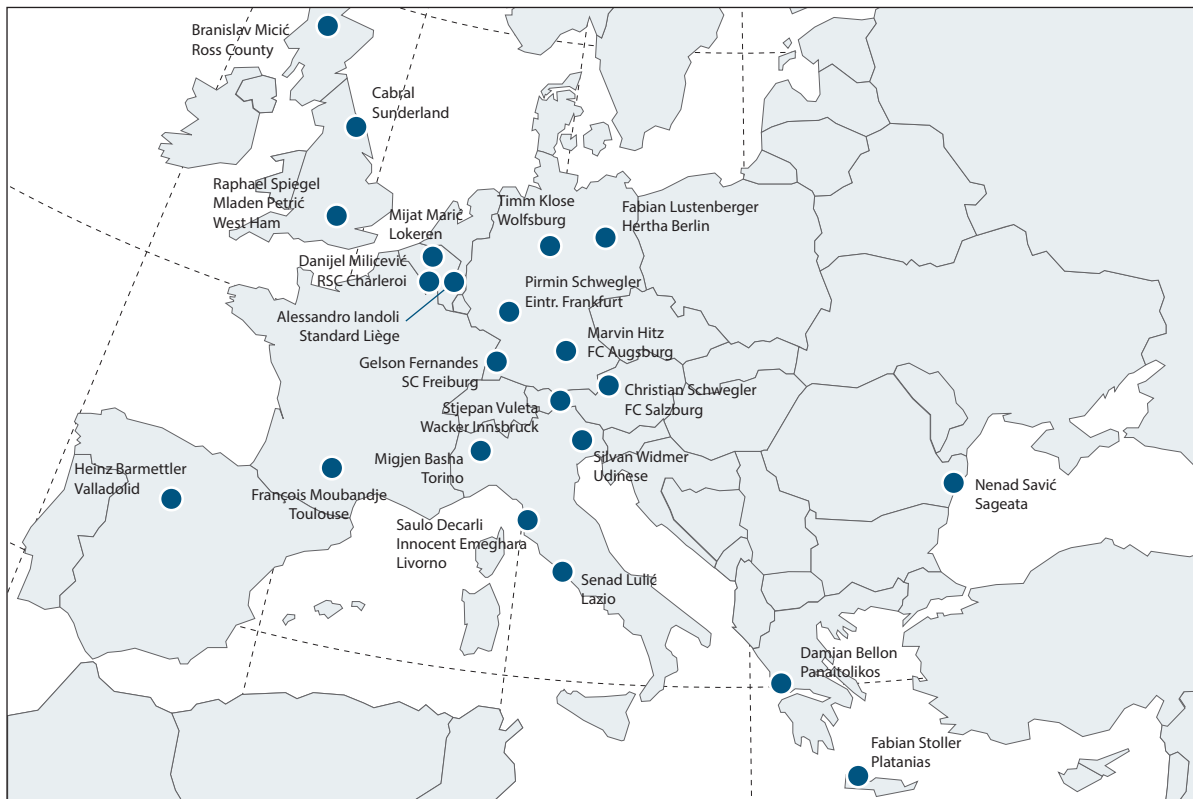 Branislav Micić
Ross County
Cabral
Sunderland
Raphael Spiegel
Mladen Petrić
West Ham
Mijat Marić
Lokeren
Timm Klose
Wolfsburg
Fabian Lustenberger
Hertha Berlin
Danijel Milicević
RSC Charleroi
Pirmin Schwegler
Eintr. Frankfurt
Alessandro Iandoli
Standard Liège
Marvin Hitz
FC Augsburg
Gelson Fernandes
SC Freiburg
Christian Schwegler
FC Salzburg
Stjepan Vuleta
Wacker Innsbruck
Migjen Basha
Torino
Silvan Widmer
Udinese
Heinz Barmettler
Valladolid
François Moubandje
Toulouse
Nenad Savić
Sageata
Saulo Decarli
Innocent Emeghara
Livorno
Senad Lulić
Lazio
Damian Bellon
Panaitolikos
Fabian Stoller
Platanias